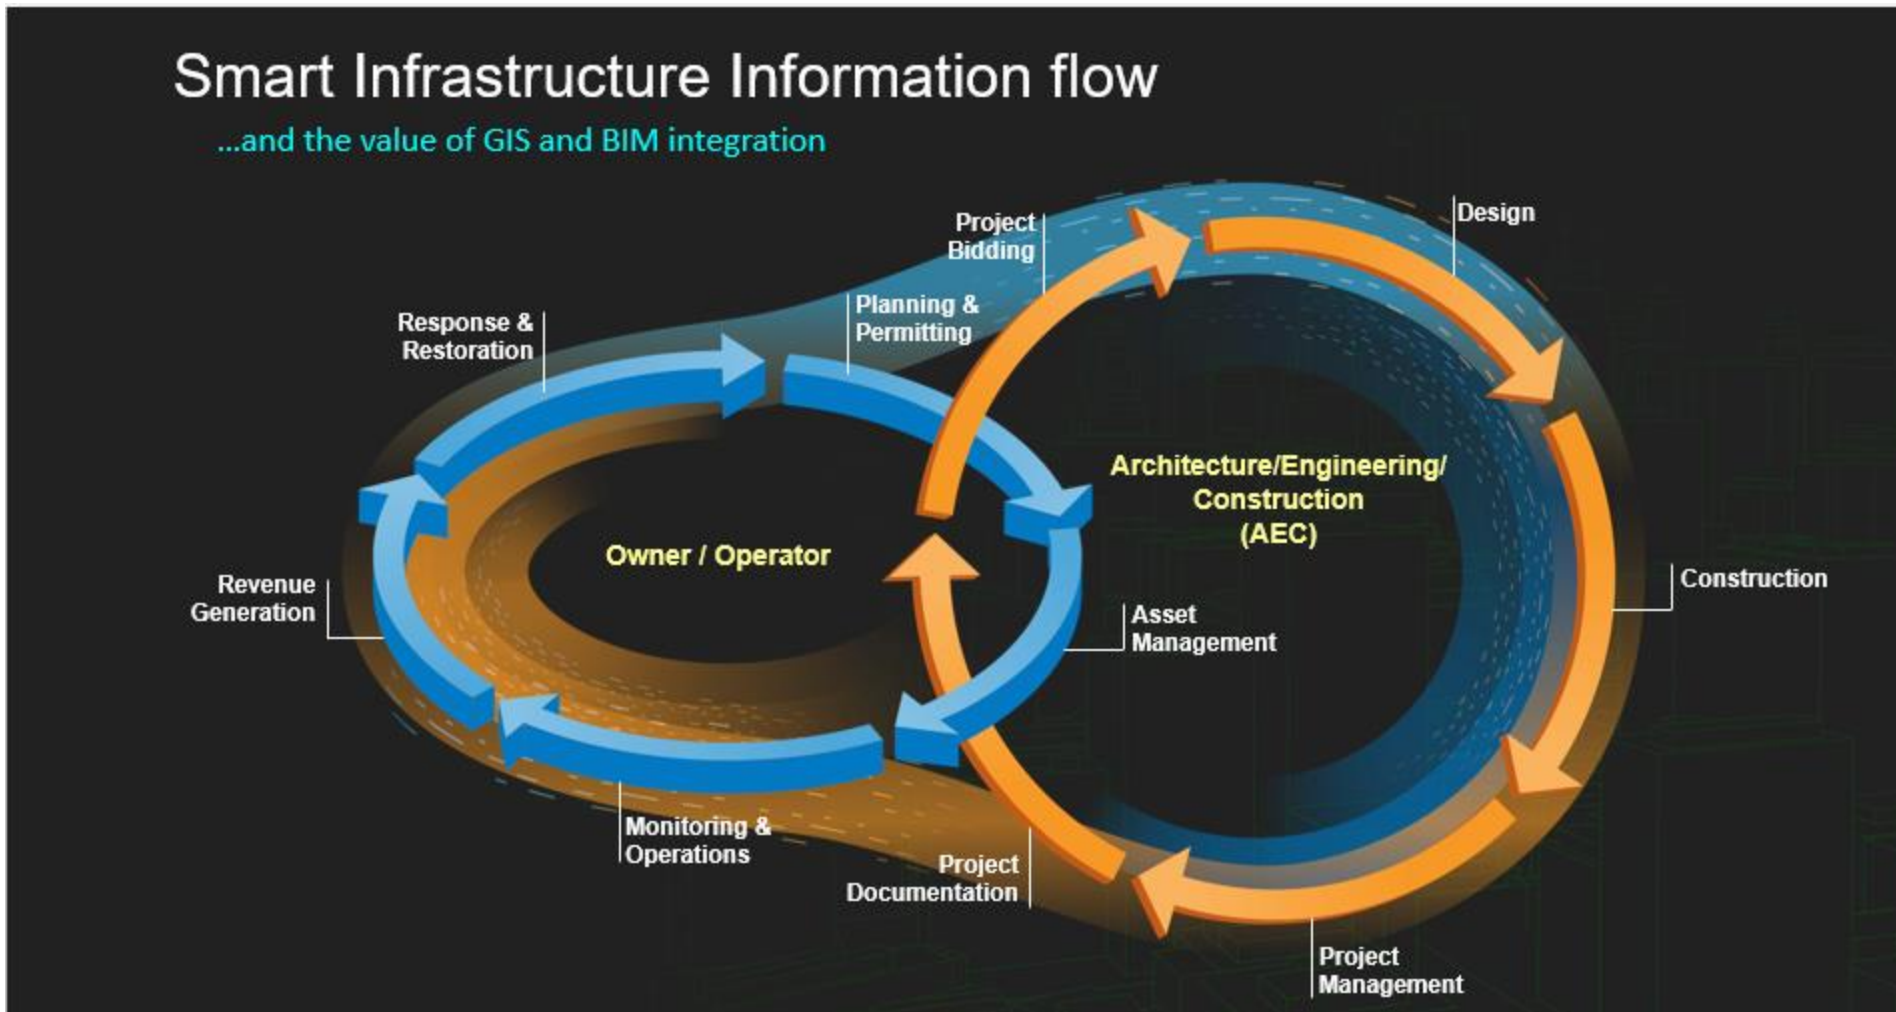 Smart Infrastructure Information flow
...and the value of GIS and BIM integration
Project
Bidding
Design
Response &
Restoration
Planning &
Permitting
Architecture/Engineering/
Construction
(AEC)
Owner / Operator
Revenue
Generation
Asset
Management
Construction
Monitoring &
Operations
Project
Documentation
Project
Management